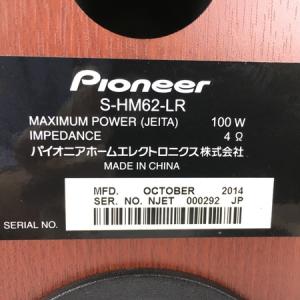 Pioneer
S-HM62-LR
MAXIMUM POWER (JEITA) 100 W
IMPEDANCE 4 Ω
パイオニアホームエレクトロニクス株式会社
MADE IN CHINA
MFD. OCTOBER 2014
SER. NO. NJET 000292 JP
SERIAL NO.